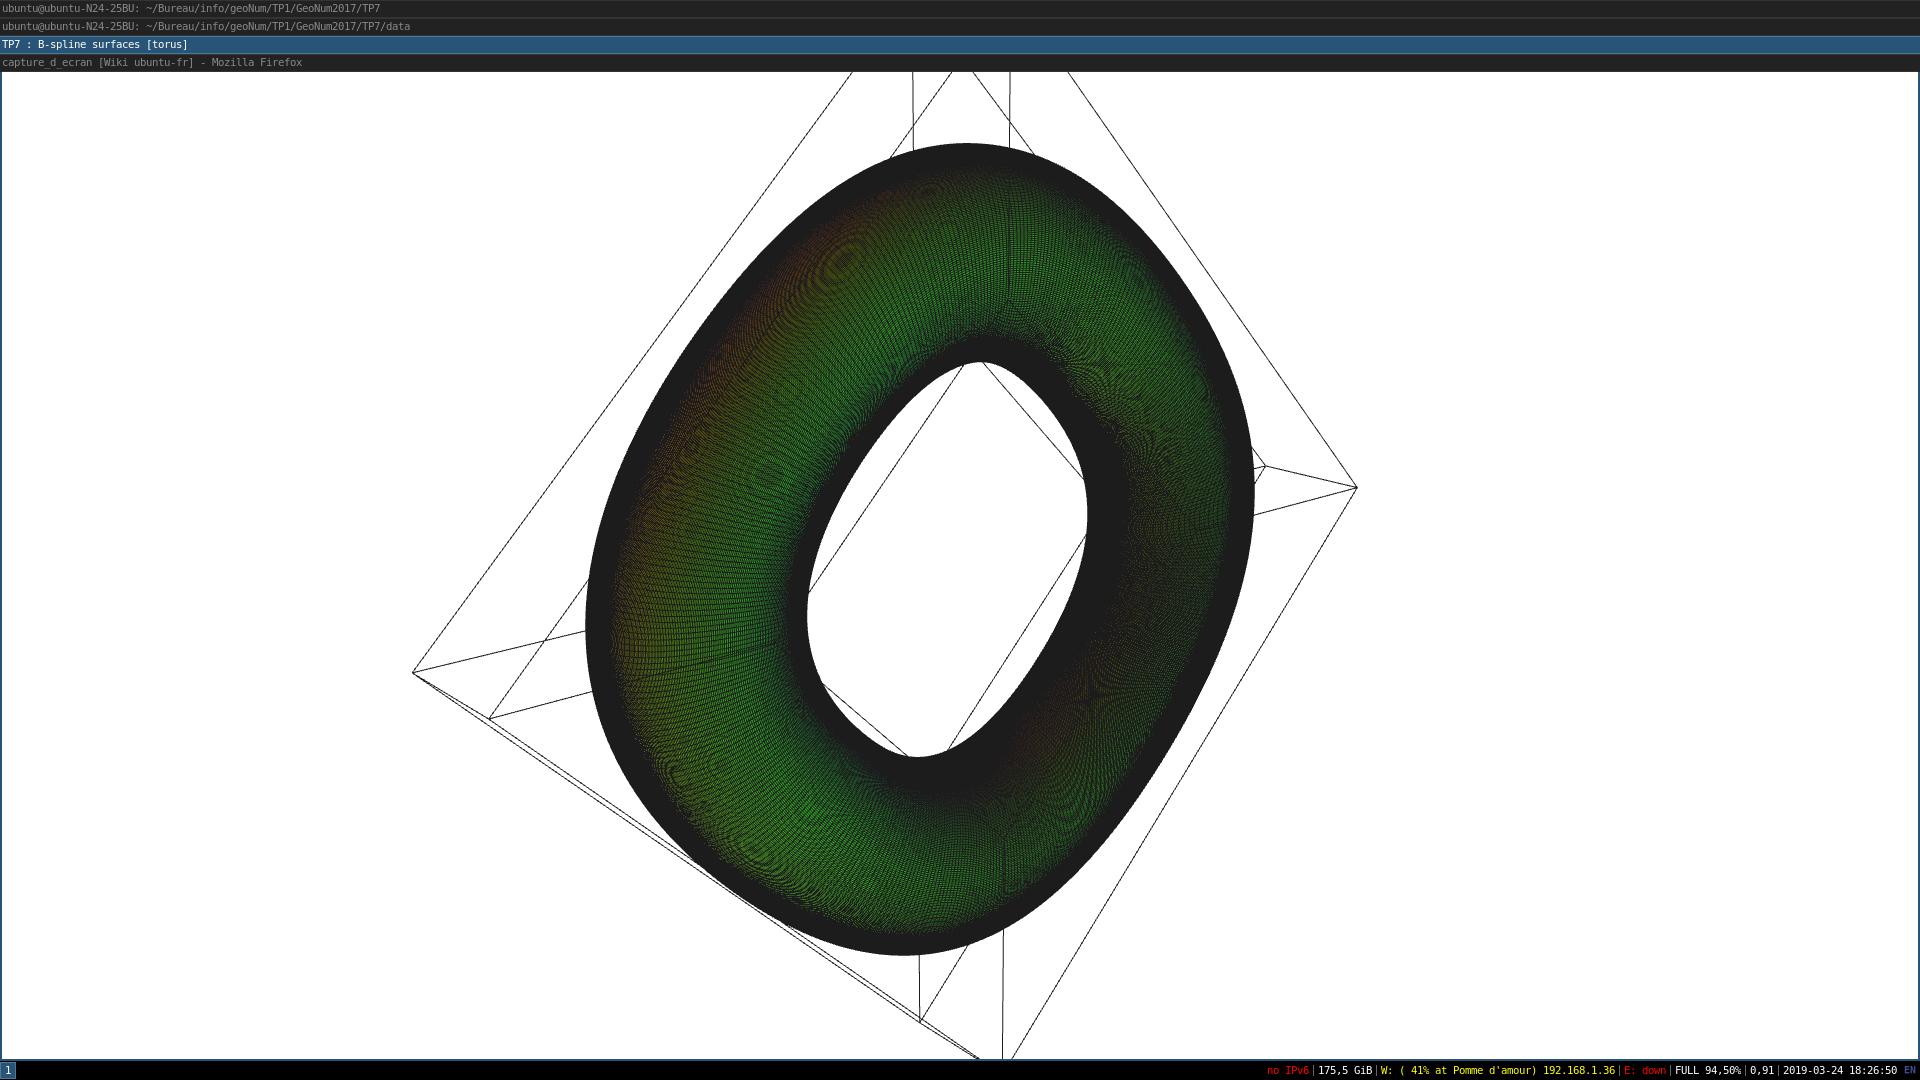 ubuntu@ubuntu-N24-25BU: ~/Bureau/info/geoNum/TP1/GeoNum2017/TP7
ubuntu@ubuntu-N24-25BU: ~/Bureau/info/geoNum/TP1/GeoNum2017/TP7/data
TP7 : B-spline surfaces [torus]
capture_d_ecran [Wiki ubuntu-fr] - Mozilla Firefox
1 no IPv6|175,5 GiB|W: ( 41% at Pomme d'amour) 192.168.1.36|E: down|FULL 94,50%|0,91|2019-03-24 18:26:50 EN